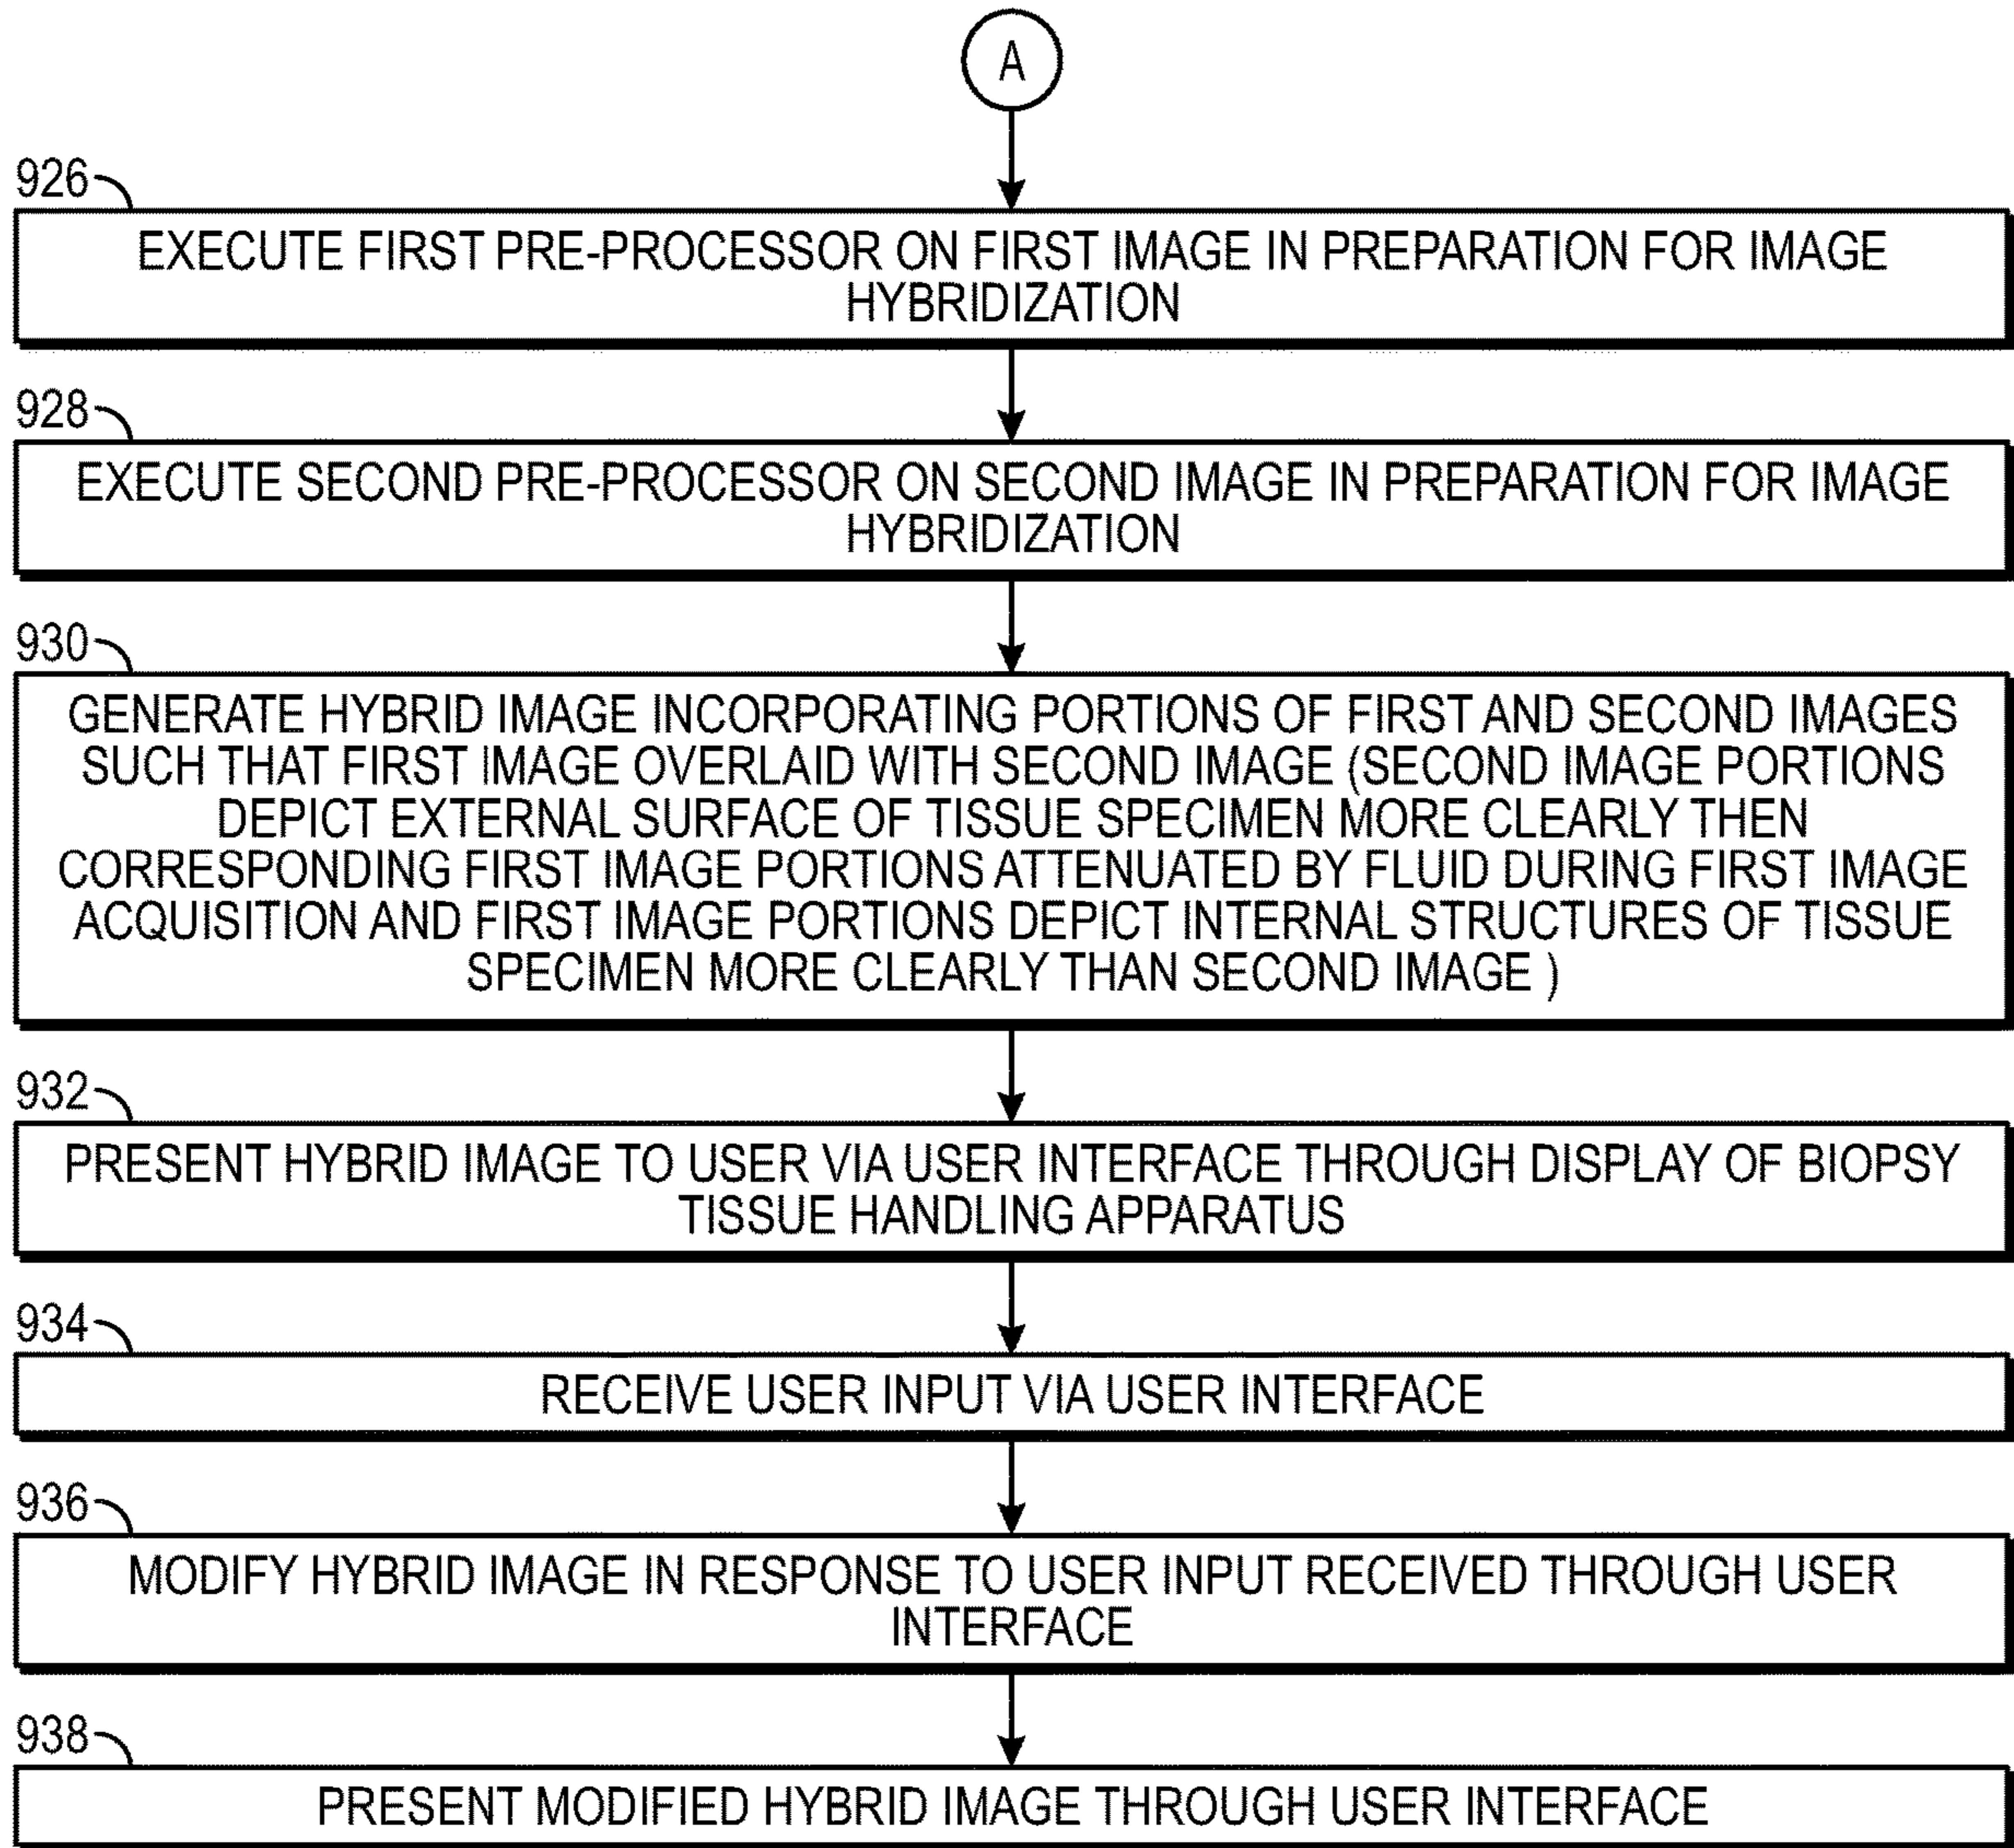 A
926
EXECUTE FIRST PRE-PROCESSOR ON FIRST IMAGE IN PREPARATION FOR IMAGE
HYBRIDIZATION
928
EXECUTE SECOND PRE-PROCESSOR ON SECOND IMAGE IN PREPARATION FOR IMAGE
HYBRIDIZATION
930
GENERATE HYBRID IMAGE INCORPORATING PORTIONS OF FIRST AND SECOND IMAGES
SUCH THAT FIRST IMAGE OVERLAID WITH SECOND IMAGE (SECOND IMAGE PORTIONS
DEPICT EXTERNAL SURFACE OF TISSUE SPECIMEN MORE CLEARLY THEN
CORRESPONDING FIRST IMAGE PORTIONS ATTENUATED BY FLUID DURING FIRST IMAGE
ACQUISITION AND FIRST IMAGE PORTIONS DEPICT INTERNAL STRUCTURES OF TISSUE
SPECIMEN MORE CLEARLY THAN SECOND IMAGE )
932
PRESENT HYBRID IMAGE TO USER VIA USER INTERFACE THROUGH DISPLAY OF BIOPSY
TISSUE HANDLING APPARATUS
934
RECEIVE USER INPUT VIA USER INTERFACE
936
MODIFY HYBRID IMAGE IN RESPONSE TO USER INPUT RECEIVED THROUGH USER
INTERFACE
938
PRESENT MODIFIED HYBRID IMAGE THROUGH USER INTERFACE